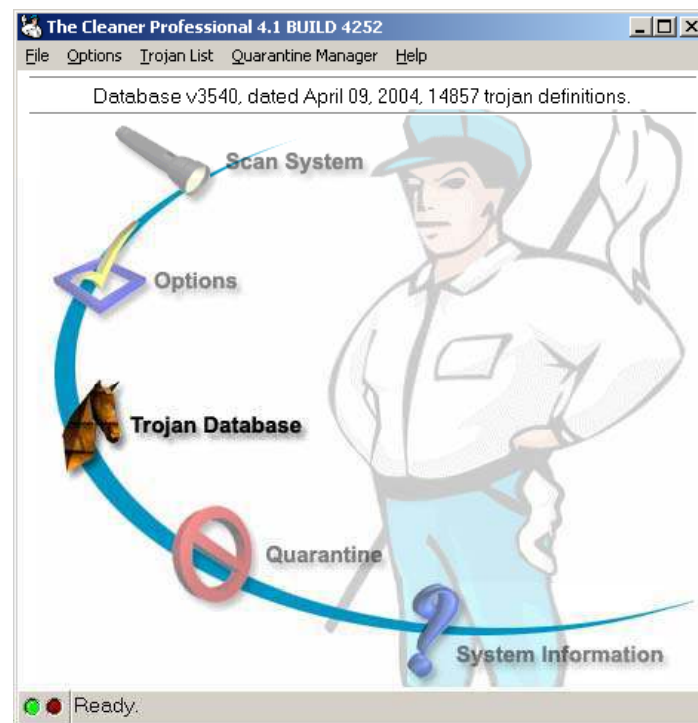 The Cleaner Professional 4.1 BUILD 4252
File Options Trojan List Quarantine Manager Help
Database v3540, dated April 09, 2004, 14857 trojan definitions.
Scan System
Options
Trojan Database
Quarantine
System Information
Ready.